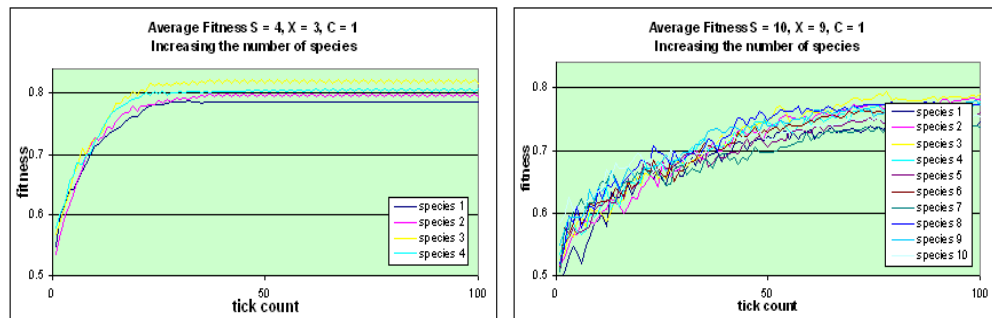 Average Fitness S = 4, X = 3, C = 1
Increasing the number of species
0.8
0.7
0.6
0.5
fitness
0
50
100
tick count
species 1
species 2
species 3
species 4
Average Fitness S = 10, X = 9, C = 1
Increasing the number of species
0.8
0.7
0.6
0.5
fitness
0
50
100
tick count
species 1
species 2
species 3
species 4
species 5
species 6
species 7
species 8
species 9
species 10